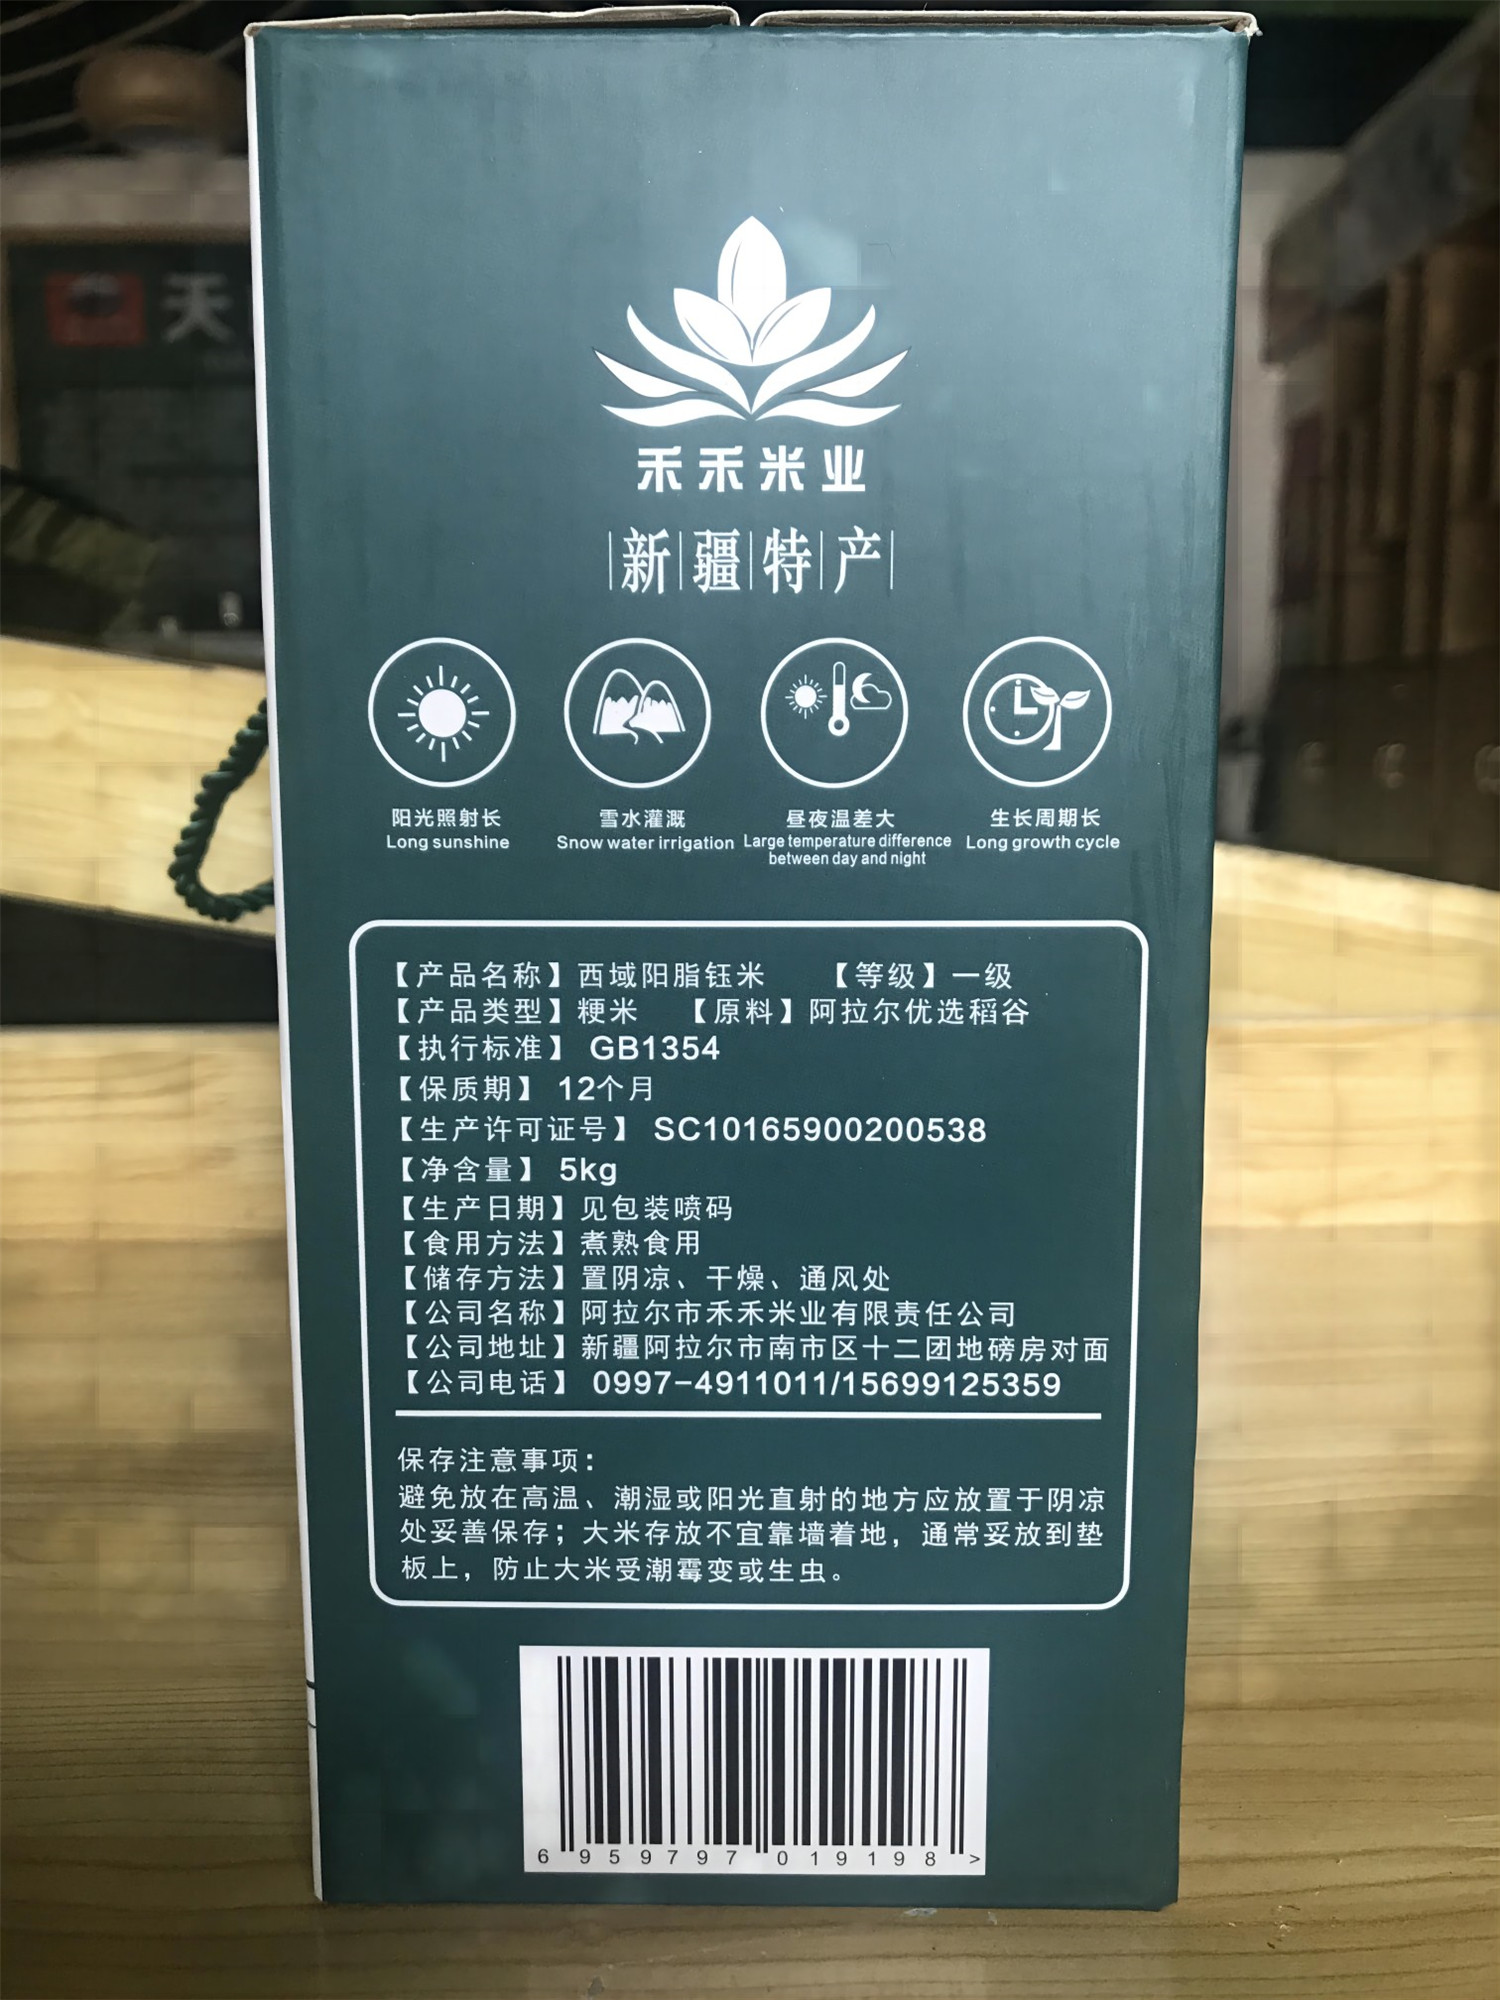 天
禾禾米业
新疆特产
阳光照射长
Long sunshine
雪水灌溉
Snow water irrigation
昼夜温差大
Large temperature difference
between day and night
生长周期长
Long growth cycle
【产品名称】西域阳脂钰米 【等级】一级
【产品类型】粳米 【原料】阿拉尔优选稻谷
【执行标准】 GB1354
【保质期】 12个月
【生产许可证号】 SC10165900200538
【净含量】 5kg
【生产日期】见包装喷码
【食用方法】煮熟食用
【储存方法】置阴凉、干燥、通风处
【公司名称】阿拉尔市禾禾米业有限责任公司
【公司地址】新疆阿拉尔市南市区十二团地磅房对面
【公司电话】 0997-4911011/15699125359
保存注意事项：
避免放在高温、潮湿或阳光直射的地方应放置于阴凉
处妥善保存；大米存放不宜靠墙着地，通常妥放到垫
板上，防止大米受潮霉变或生虫。
6 959797 019198 >